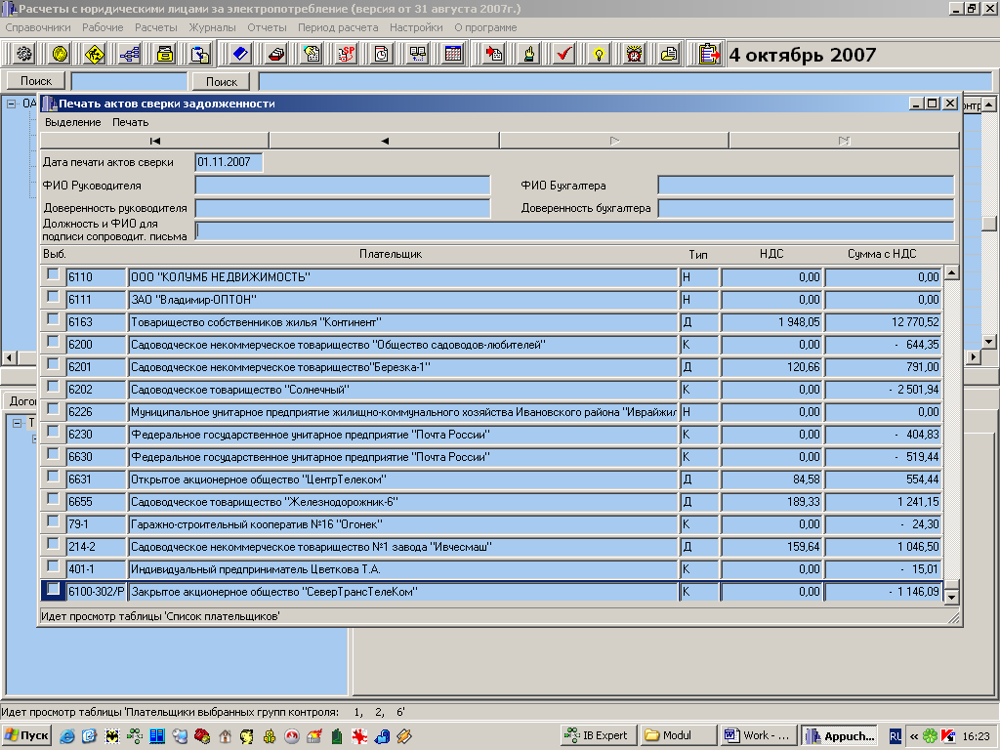 Расчеты с юридическими лицами за электропотребление (версия от 31 августа 2007г.)
Справочники Рабочие Расчеты Журналы Отчеты Период расчета Настройки О программе
4 октябрь 2007
Поиск Поиск
Печать актов сверки задолженности
Выделение Печать
Дата печати актов сверки 01.11.2007
ФИО Руководителя ФИО Бухгалтера
Доверенность руководителя Доверенность бухгалтера
Должность и ФИО для
подписи сопроводит. письма
Выб. Плательщик Тип НДС Сумма с НДС
6110 ООО "КОЛУМБ НЕДВИЖИМОСТЬ" Н 0,00 0,00
6111 ЗАО "Владимир-ОПТОН" Н 0,00 0,00
6163 Товарищество собственников жилья "Континент" Д 1 948,05 12 770,52
6200 Садоводческое некоммерческое товарищество "Общество садоводов-любителей" К 0,00 - 644,35
6201 Садоводческое некоммерческое товарищество"Березка-1" Д 120,66 791,00
6202 Садоводческое товарищество "Солнечный" К 0,00 - 2 501,94
6226 Муниципальное унитарное предприятие жилищно-коммунального хозяйства Ивановского района "Иврайжил Н 0,00 0,00
6230 Федеральное государственное унитарное предприятие "Почта России" К 0,00 - 404,83
6630 Федеральное государственное унитарное предприятие "Почта России" К 0,00 - 519,44
6631 Открытое акционерное общество "ЦентрТелеком" Д 84,58 554,44
6655 Садоводческое товарищество "Железнодорожник-6" Д 189,33 1 241,15
79-1 Гаражно-строительный кооператив №16 "Огонек" К 0,00 - 24,30
214-2 Садоводческое некоммерческое товарищество №1 завода "Ивчесмаш" Д 159,64 1 046,50
401-1 Индивидуальный предприниматель Цветкова Т.А. К 0,00 - 15,01
6100-302/Р Закрытое акционерное общество "СеверТрансТелеКом" К 0,00 - 1 146,09
Идет просмотр таблицы 'Список плательщиков'
Идет просмотр таблицы 'Плательщики выбранных групп контроля: 1, 2, 6'
Пуск IB Expert Modul Work - ... Appuch... RL « 16:23